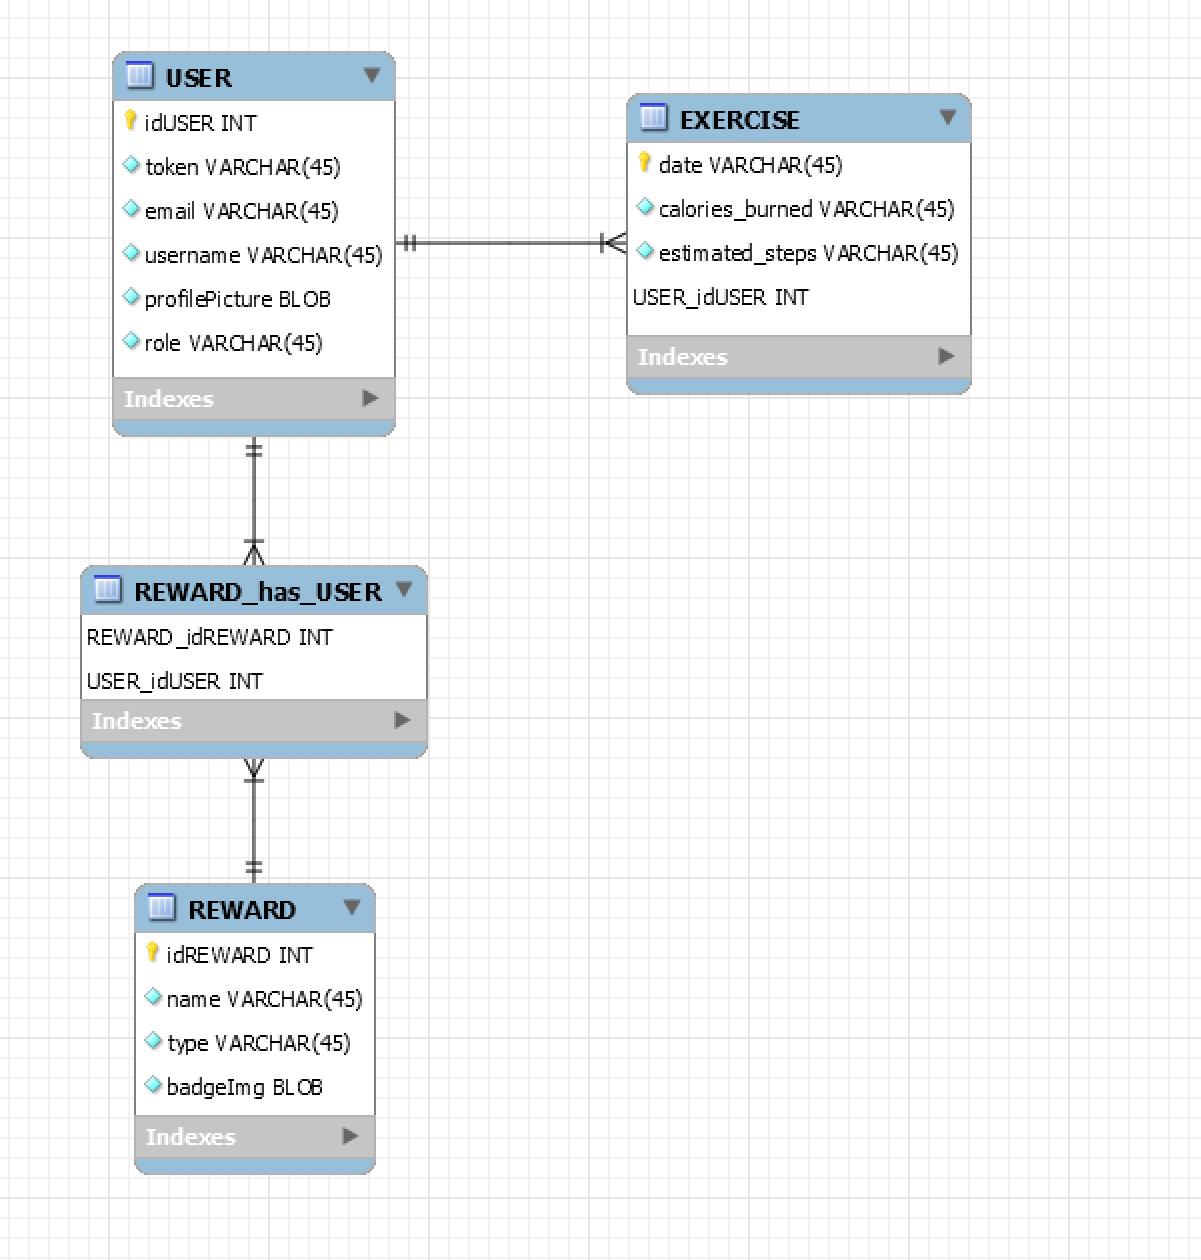 USER
idUSER INT
token VARCHAR(45)
email VARCHAR(45)
username VARCHAR(45)
profilePicture BLOB
role VARCHAR(45)
Indexes
EXERCISE
date VARCHAR(45)
calories_burned VARCHAR(45)
estimated_steps VARCHAR(45)
USER_idUSER INT
Indexes
REWARD_has_USER
REWARD_idREWARD INT
USER_idUSER INT
Indexes
REWARD
idREWARD INT
name VARCHAR(45)
type VARCHAR(45)
badgeImg BLOB
Indexes